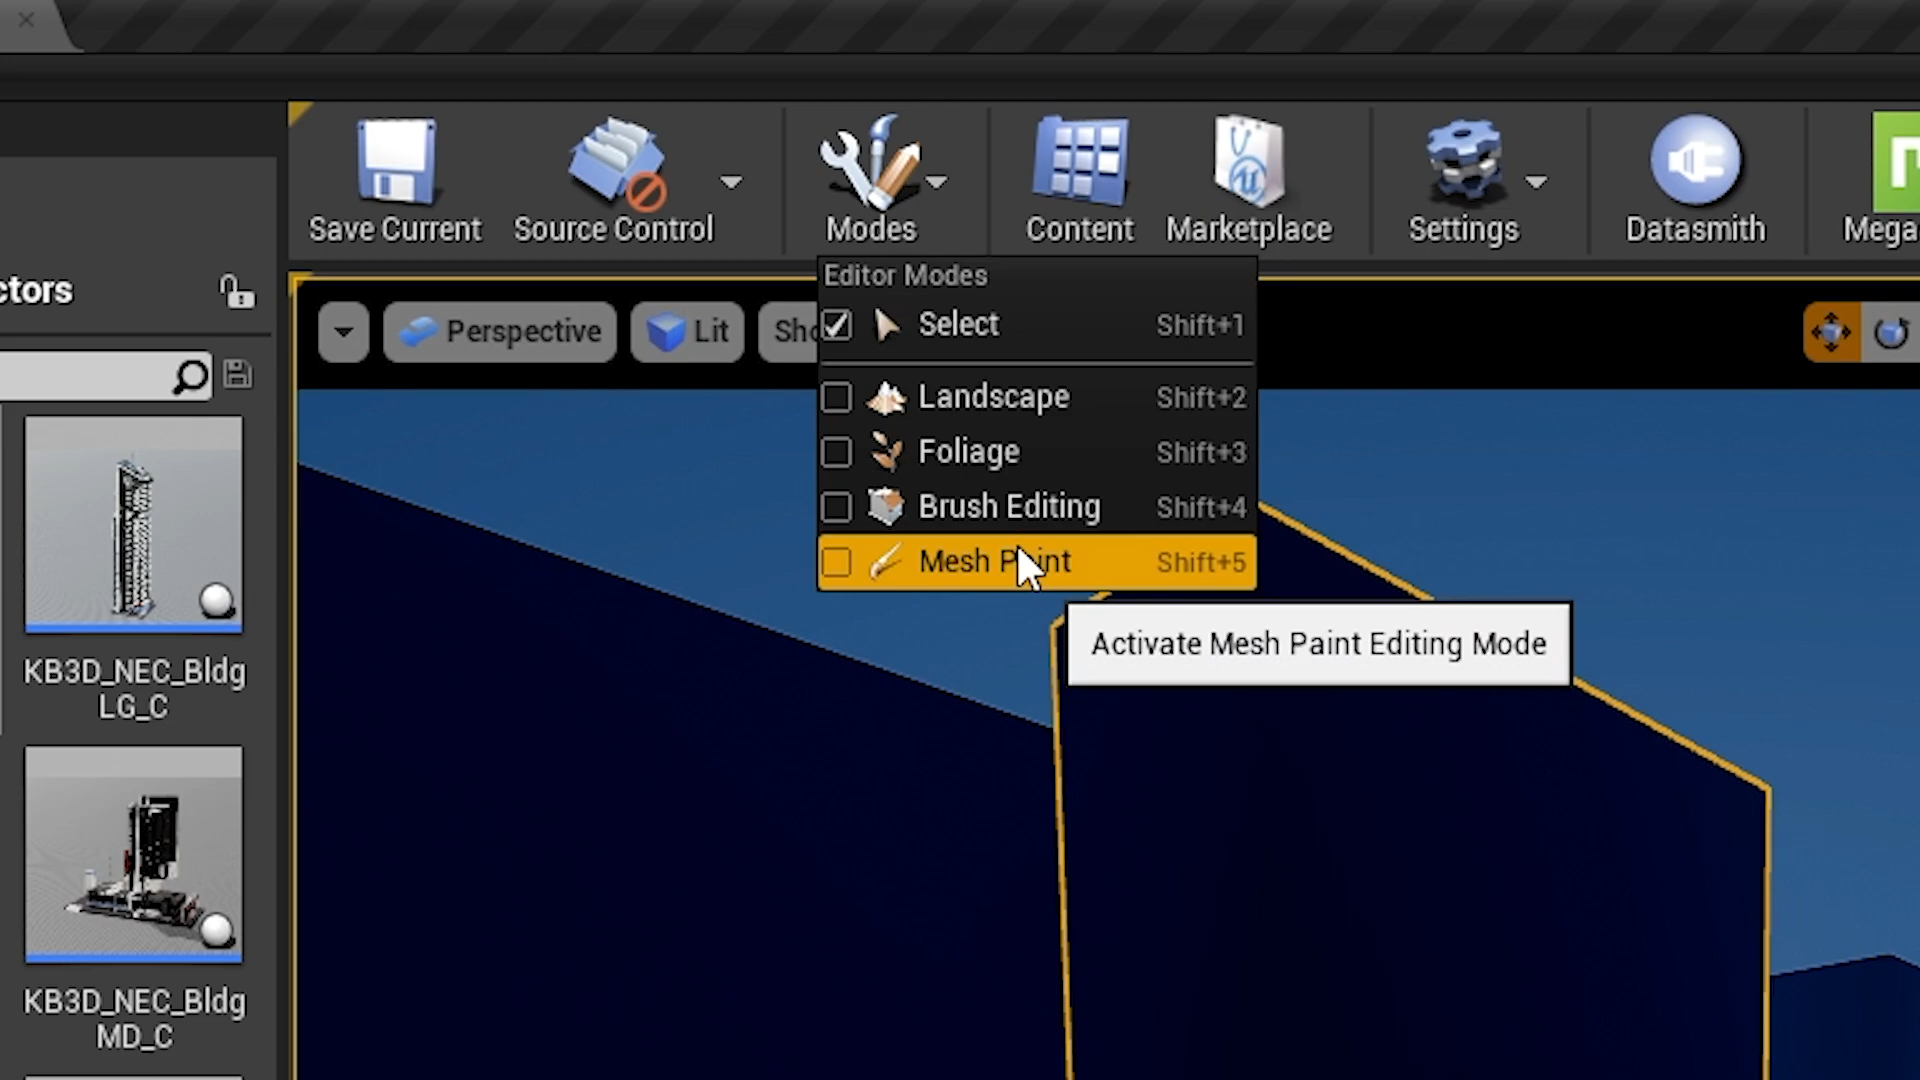 Save Current
Source Control
Modes
Content
Marketplace
Settings
Datasmith
Mega
ctors
Perspective
Lit
Sho
Editor Modes
Select Shift+1
Landscape Shift+2
Foliage Shift+3
Brush Editing Shift+4
Mesh Paint Shift+5
Activate Mesh Paint Editing Mode
KB3D_NEC_Bldg
LG_C
KB3D_NEC_Bldg
MD_C